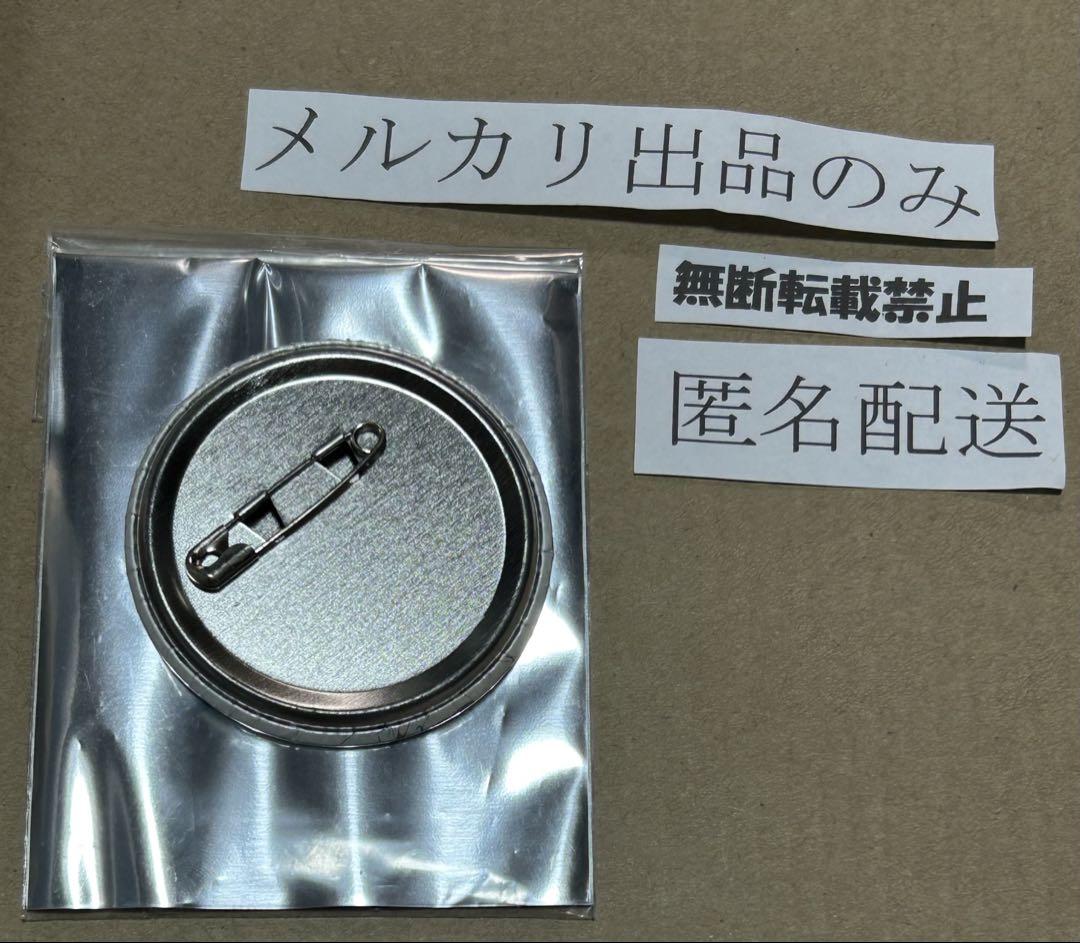 メルカリ出品のみ
無断転載禁止
匿名配送